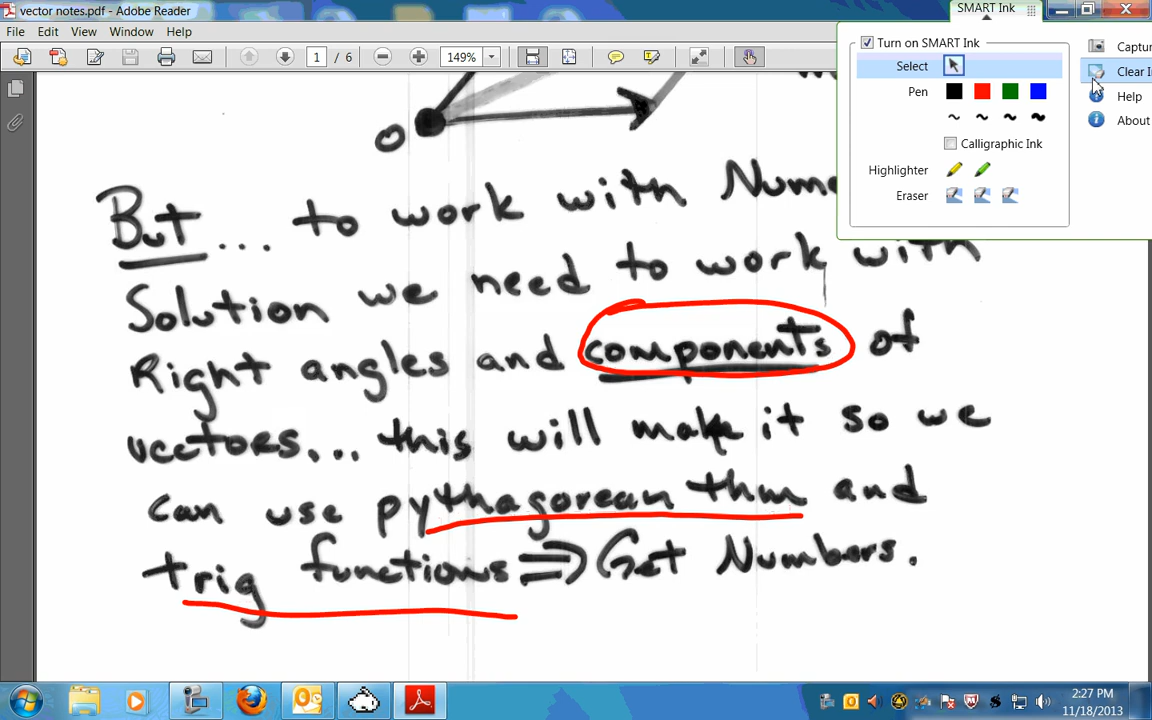 vector notes.pdf - Adobe Reader
SMART Ink
File Edit View Window Help
1 / 6 149%
Turn on SMART Ink
Select
Pen
Calligraphic Ink
Highlighter
Eraser
Clear
Help
About
O
But... to work with
Solution we need to work with
Right angles and components of
vectors... this will make it so we
can use pythagorean thm and
trig functions => Get Numbers.
2:27 PM
11/18/2013